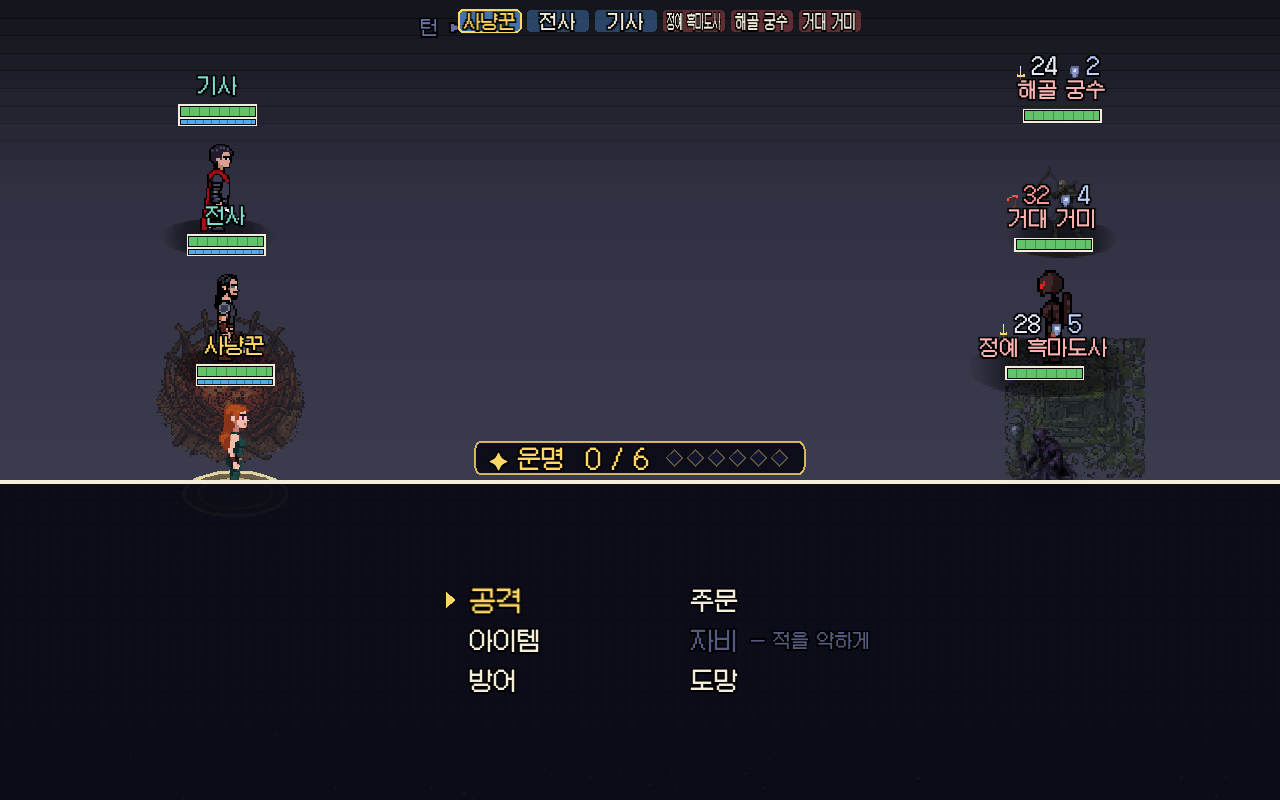 턴 사냥꾼 전사 기사 정예 흑마도사 해골 궁수 거대 거미
기사
전사
사냥꾼
24 2
해골 궁수
32 4
거대 거미
28 5
정예 흑마도사
운명 0 / 6
공격 주문
아이템 자비 — 적을 약하게
방어 도망